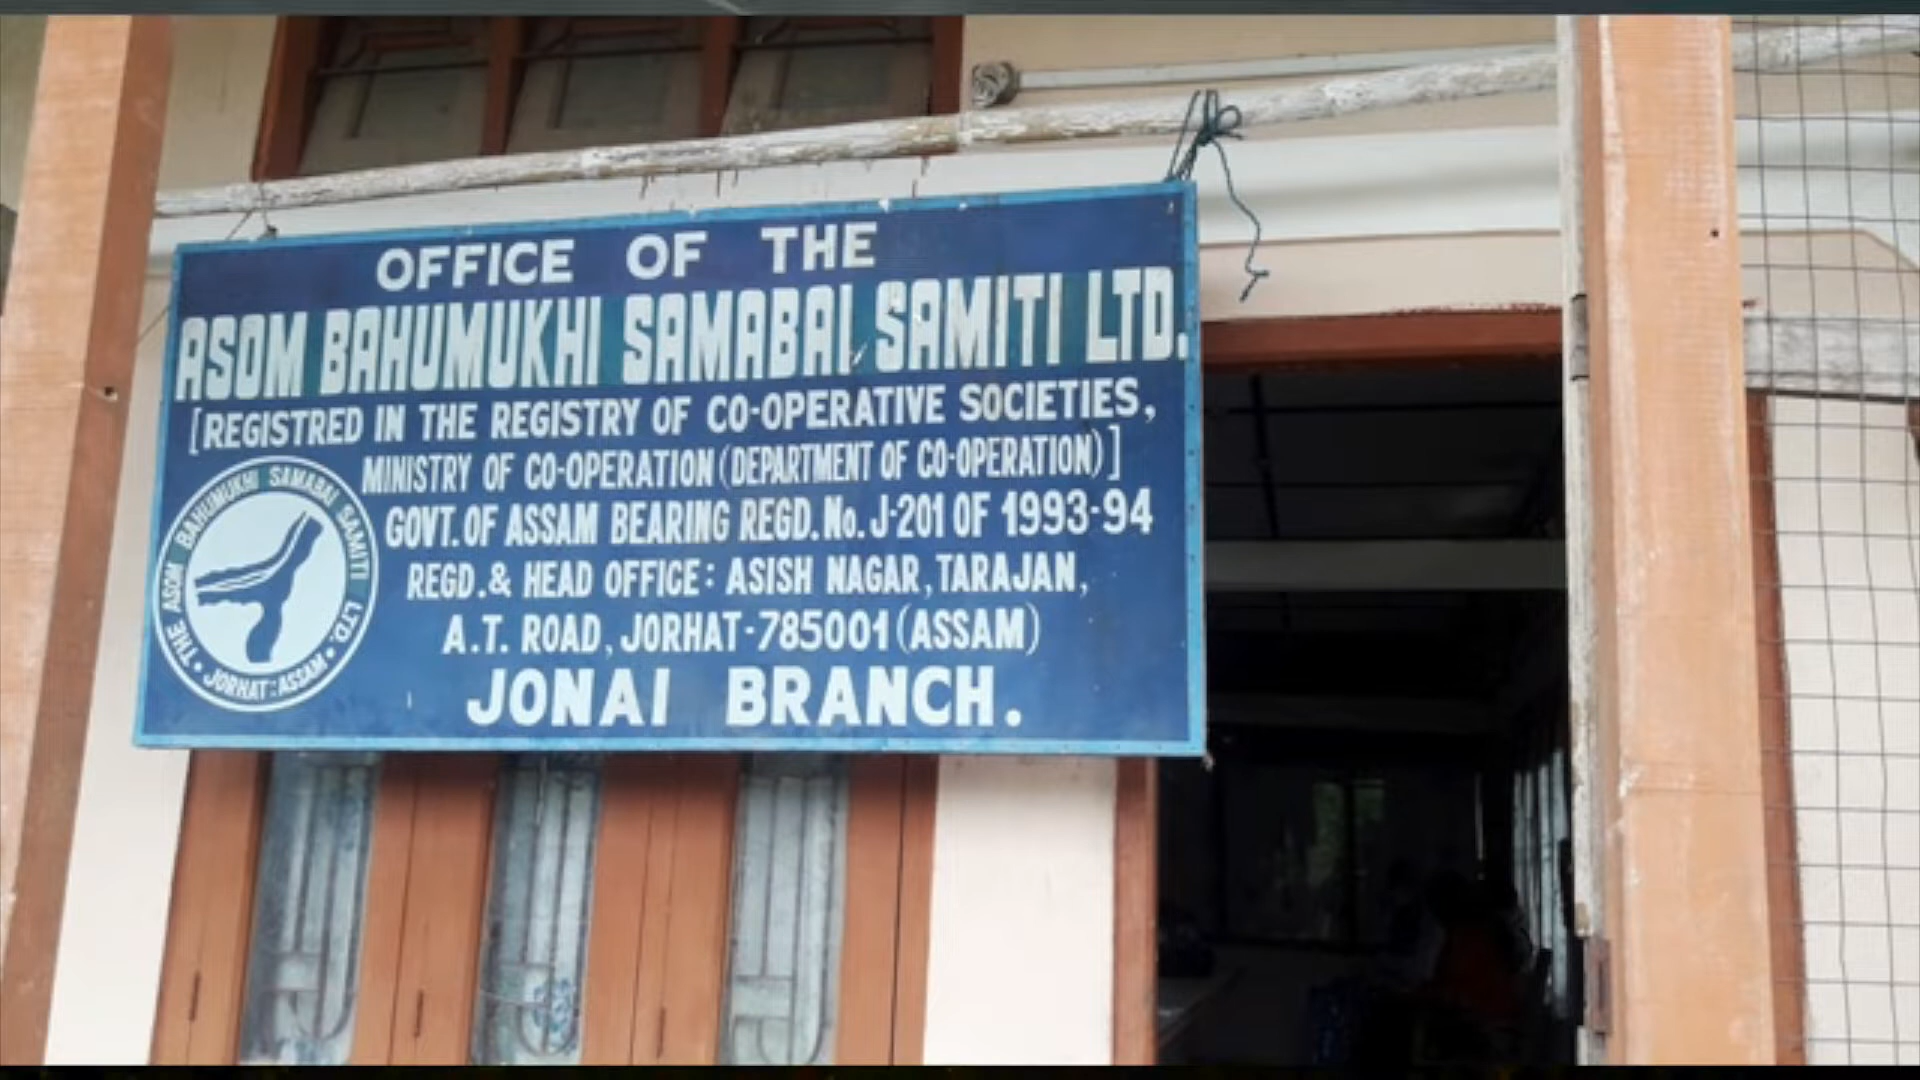 OFFICE OF THE
ASOM BAHUMUKHI SAMABAI SAMITI LTD.
[REGISTRED IN THE REGISTRY OF CO-OPERATIVE SOCIETIES,
MINISTRY OF CO-OPERATION (DEPARTMENT OF CO-OPERATION)]
GOVT. OF ASSAM BEARING REGD. No. J-201 OF 1993-94
REGD. & HEAD OFFICE: ASISH NAGAR, TARAJAN,
A.T. ROAD, JORHAT-785001 (ASSAM)
JONAI BRANCH.
THE ASOM BAHUMUKHI SAMABAI SAMITI LTD.
• JORHAT: ASSAM •